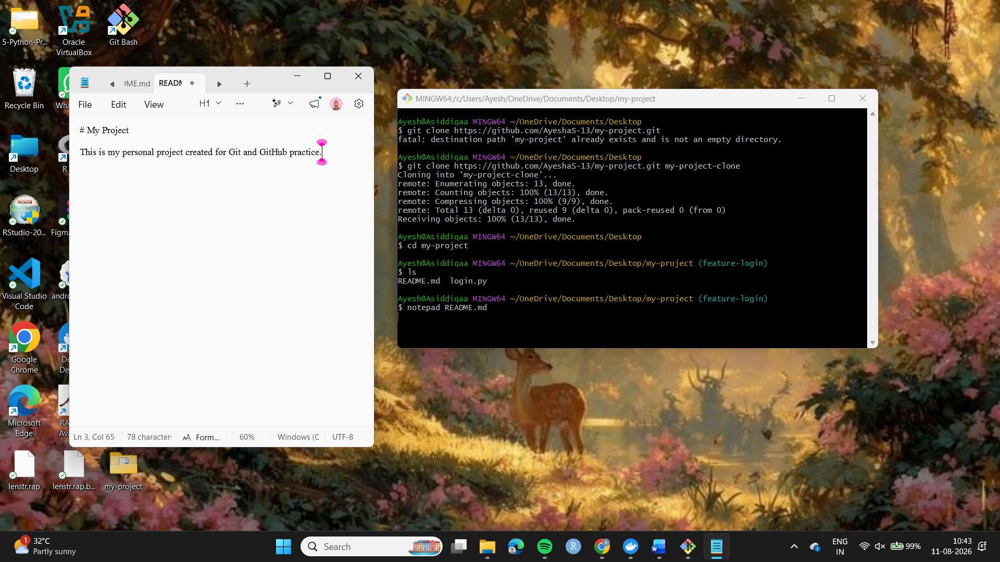 5-Python-Pr...
Oracle
VirtualBox
Git Bash
Recycle Bin
Wha
Desktop
R
RStudio-20...
Figma
Visual Studio
Code
andro
Google
Chrome
Do
De
Microsoft
Edge
RA
Ava
lenstr.rap
lenstr.rap.b...
my-project
ME.md
READM
File
Edit
View
H1
...
# My Project
This is my personal project created for Git and GitHub practice.
Ln 3, Col 65
78 characters
AA
Form...
60%
Windows (C
UTF-8
MINGW64:/c/Users/Ayesh/OneDrive/Documents/Desktop/my-project
Ayesh@Asiddiqaa MINGW64 ~/OneDrive/Documents/Desktop
$ git clone https://github.com/AyeshaS-13/my-project.git
fatal: destination path 'my-project' already exists and is not an empty directory.
Ayesh@Asiddiqaa MINGW64 ~/OneDrive/Documents/Desktop
$ git clone https://github.com/AyeshaS-13/my-project.git my-project-clone
Cloning into 'my-project-clone'...
remote: Enumerating objects: 13, done.
remote: Counting objects: 100% (13/13), done.
remote: Compressing objects: 100% (9/9), done.
remote: Total 13 (delta 0), reused 9 (delta 0), pack-reused 0 (from 0)
Receiving objects: 100% (13/13), done.
Ayesh@Asiddiqaa MINGW64 ~/OneDrive/Documents/Desktop
$ cd my-project
Ayesh@Asiddiqaa MINGW64 ~/OneDrive/Documents/Desktop/my-project (feature-login)
$ ls
README.md  login.py
Ayesh@Asiddiqaa MINGW64 ~/OneDrive/Documents/Desktop/my-project (feature-login)
$ notepad README.md
1
32°C
Partly sunny
Search
ENG
IN
99%
10:43
11-08-2026